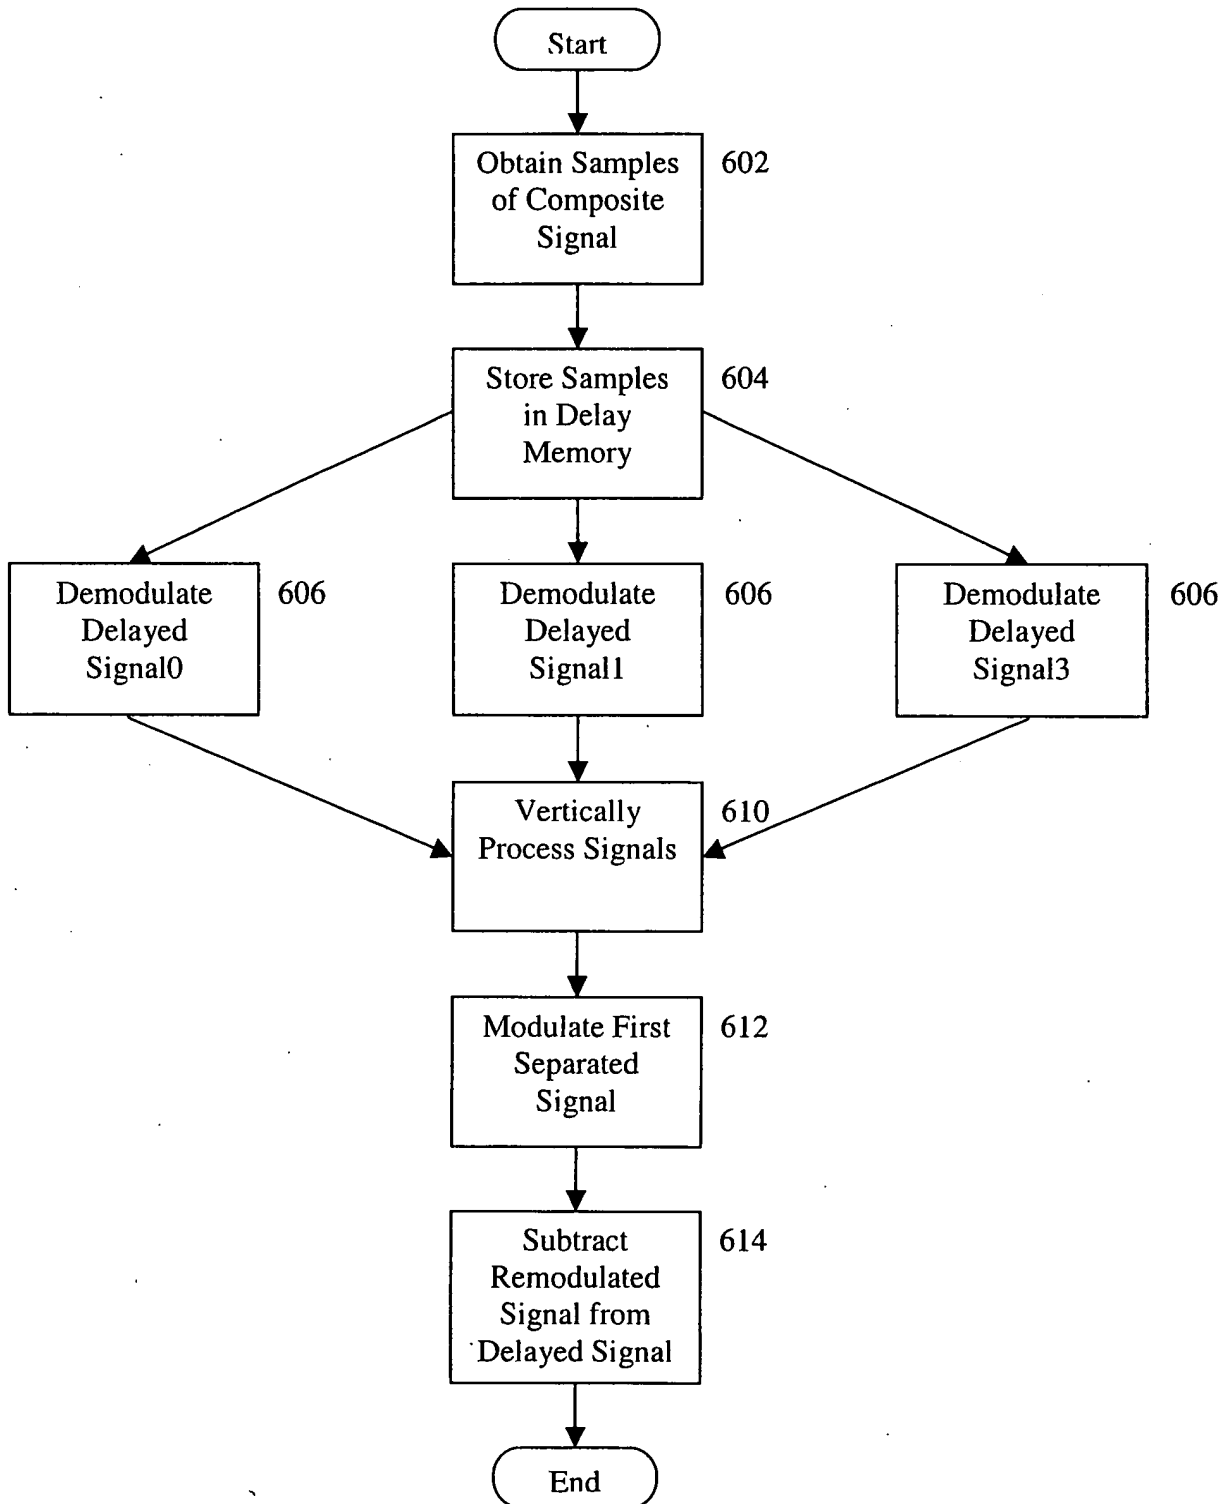 Start
Obtain Samples
of Composite
Signal
602
Store Samples
in Delay
Memory
604
Demodulate
Delayed
Signal0
606
Demodulate
Delayed
Signal1
606
Demodulate
Delayed
Signal3
606
Vertically
Process Signals
610
Modulate First
Separated
Signal
612
Subtract
Remodulated
Signal from
Delayed Signal
614
End